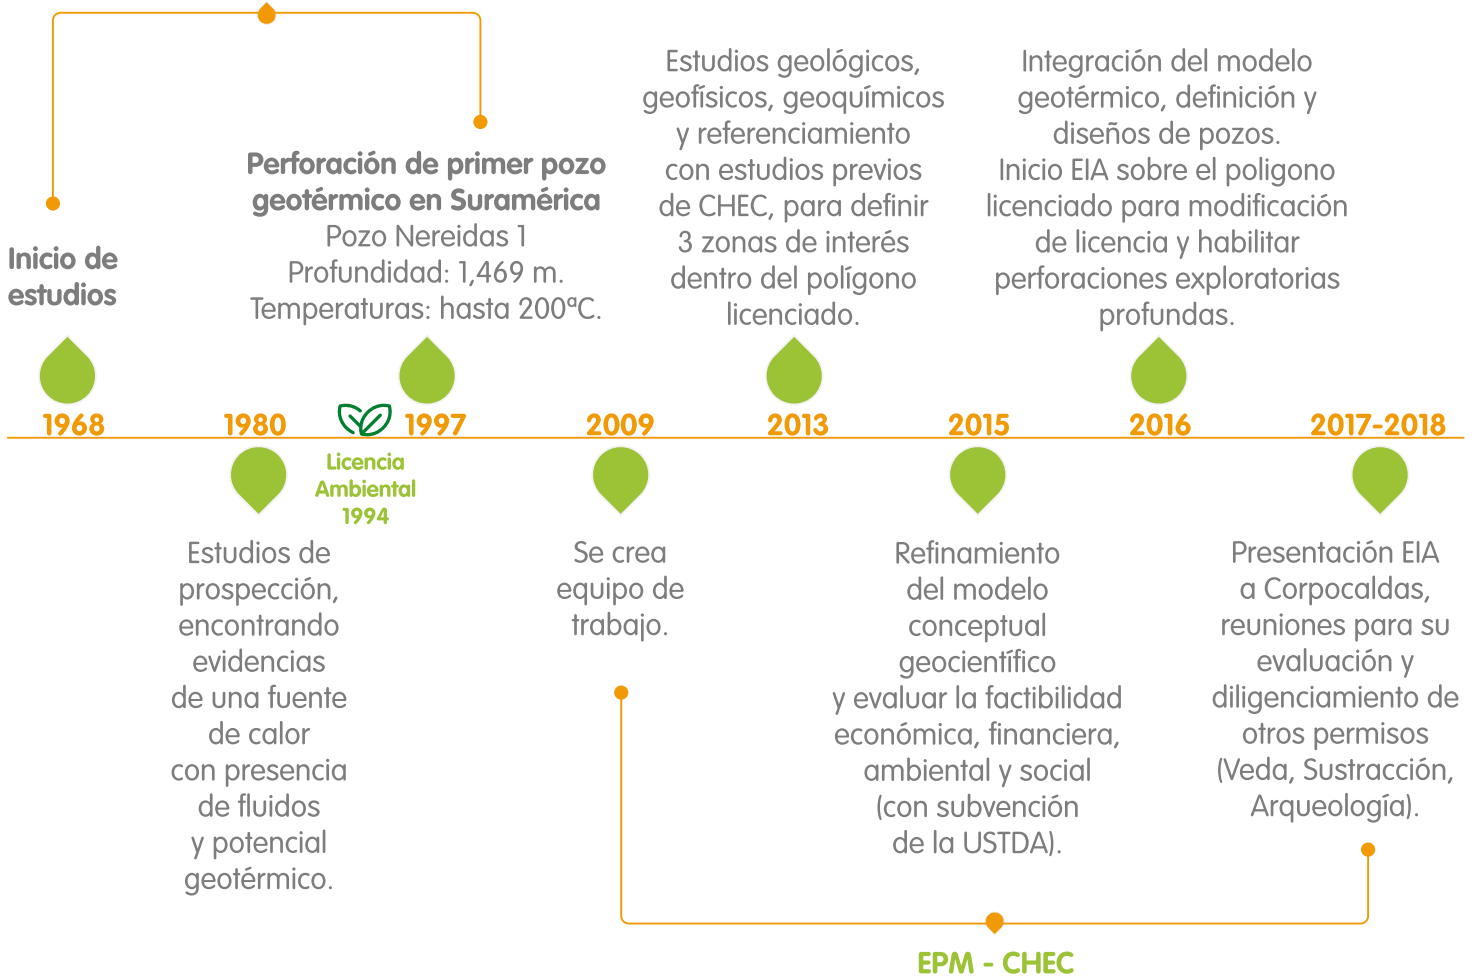 Inicio de
estudios
Perforación de primer pozo
geotérmico en Suramérica
Pozo Nereidas 1
Profundidad: 1,469 m.
Temperaturas: hasta 200ªC.
Estudios geológicos,
geofísicos, geoquímicos
y referenciamiento
con estudios previos
de CHEC, para definir
3 zonas de interés
dentro del polígono
licenciado.
Integración del modelo
geotérmico, definición y
diseños de pozos.
Inicio EIA sobre el poligono
licenciado para modificación
de licencia y habilitar
perforaciones exploratorias
profundas.
1968
1980
1997
2009
2013
2015
2016
2017-2018
Licencia
Ambiental
1994
Estudios de
prospección,
encontrando
evidencias
de una fuente
de calor
con presencia
de fluidos
y potencial
geotérmico.
Se crea
equipo de
trabajo.
Refinamiento
del modelo
conceptual
geocientífico
y evaluar la factibilidad
económica, financiera,
ambiental y social
(con subvención
de la USTDA).
Presentación EIA
a Corpocaldas,
reuniones para su
evaluación y
diligenciamiento de
otros permisos
(Veda, Sustracción,
Arqueología).
EPM - CHEC